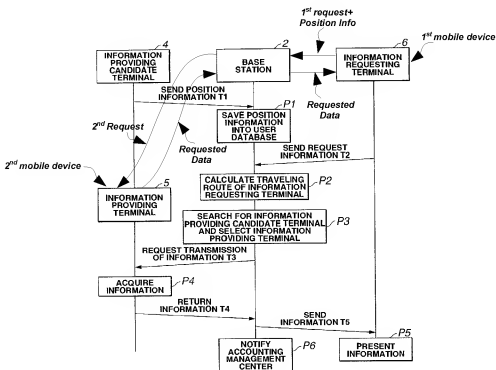 1st request+
Position Info
1st mobile device
4
2
6
INFORMATION
PROVIDING
CANDIDATE
TERMINAL
BASE
STATION
INFORMATION
REQUESTING
TERMINAL
SEND POSITION
INFORMATION T1
Requested
Data
P1
2nd Request
Requested
Data
SAVE POSITION
INFORMATION
INTO USER
DATABASE
SEND REQUEST
INFORMATION T2
2nd mobile device
5
P2
INFORMATION
PROVIDING
TERMINAL
CALCULATE TRAVELING
ROUTE OF INFORMATION
REQUESTING TERMINAL
P3
SEARCH FOR INFORMATION
PROVIDING CANDIDATE TERMINAL
AND SELECT INFORMATION
PROVIDING TERMINAL
REQUEST TRANSMISSION
OF INFORMATION T3
ACQUIRE
INFORMATION
P4
RETURN
INFORMATION T4
SEND
INFORMATION T5
P5
NOTIFY
ACCOUNTING
MANAGEMENT
CENTER
P6
PRESENT
INFORMATION